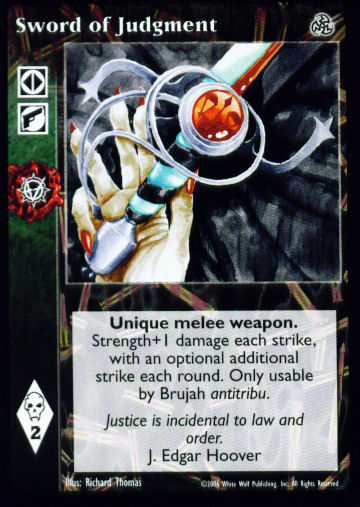 Sword of Judgment
Unique melee weapon.
Strength+1 damage each strike,
with an optional additional
strike each round. Only usable
by Brujah antitribu.
Justice is incidental to law and
order.
J. Edgar Hoover
2
Illus: Richard Thomas
©2006 White Wolf Publishing, Inc. All Rights Reserved